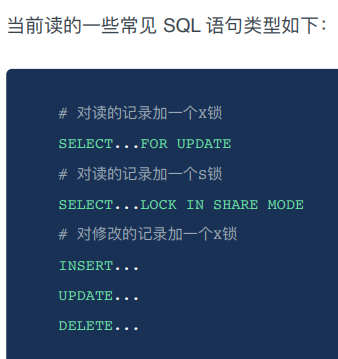 当前读的一些常见 SQL 语句类型如下：
# 对读的记录加一个X锁
SELECT...FOR UPDATE
# 对读的记录加一个S锁
SELECT...LOCK IN SHARE MODE
# 对修改的记录加一个X锁
INSERT...
UPDATE...
DELETE...